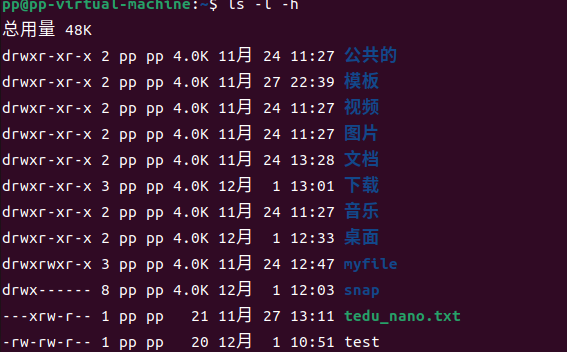 pp@pp-virtual-machine:~$ ls -l -h
总用量 48K
drwxr-xr-x 2 pp pp 4.0K 11月 24 11:27 公共的
drwxr-xr-x 2 pp pp 4.0K 11月 27 22:39 模板
drwxr-xr-x 2 pp pp 4.0K 11月 24 11:27 视频
drwxr-xr-x 2 pp pp 4.0K 11月 24 11:27 图片
drwxr-xr-x 2 pp pp 4.0K 11月 24 13:28 文档
drwxr-xr-x 3 pp pp 4.0K 12月  1 13:01 下载
drwxr-xr-x 2 pp pp 4.0K 11月 24 11:27 音乐
drwxr-xr-x 2 pp pp 4.0K 12月  1 12:33 桌面
drwxrwxr-x 3 pp pp 4.0K 11月 24 12:47 myfile
drwx------ 8 pp pp 4.0K 12月  1 12:03 snap
---xrw-r-- 1 pp pp   21 11月 27 13:11 tedu_nano.txt
-rw-rw-r-- 1 pp pp   20 12月  1 10:51 test